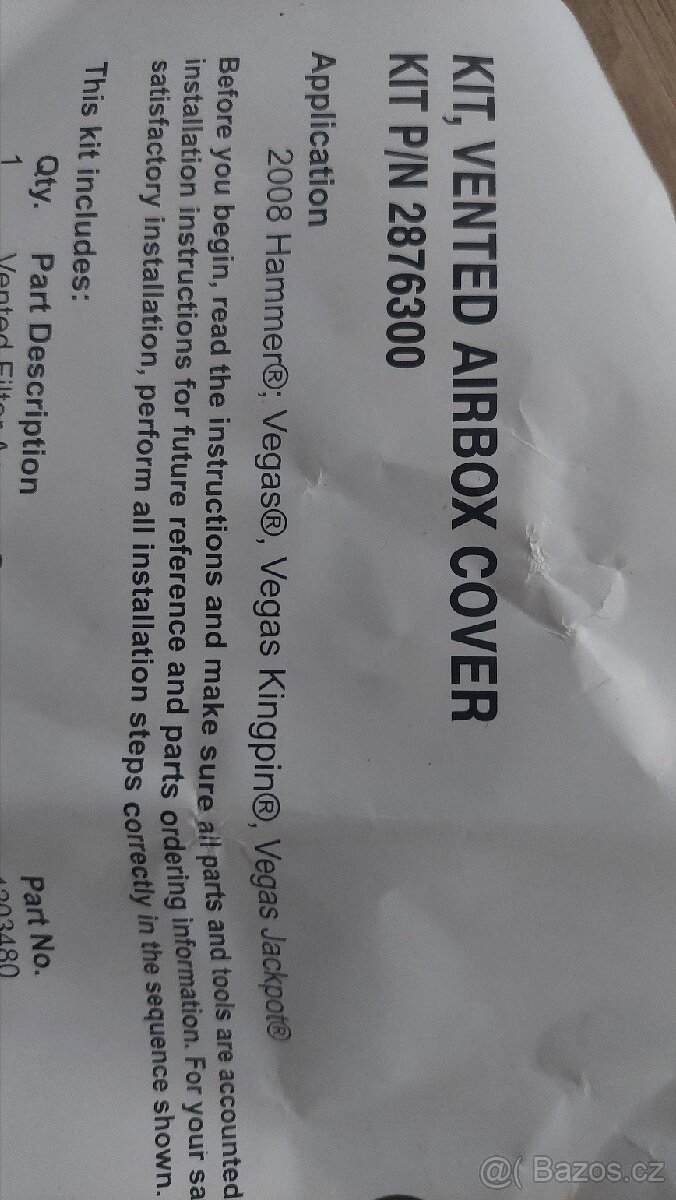 KIT, VENTED AIRBOX COVER
KIT P/N 2876300
Application
2008 Hammer®; Vegas®, Vegas Kingpin®, Vegas Jackpot®
Before you begin, read the instructions and make sure all parts and tools are accounted
installation instructions for future reference and parts ordering information. For your sa
satisfactory installation, perform all installation steps correctly in the sequence shown.
This kit includes:
Qty. Part Description Part No.
1 Vented Filter 1203480
@( Bazos.cz